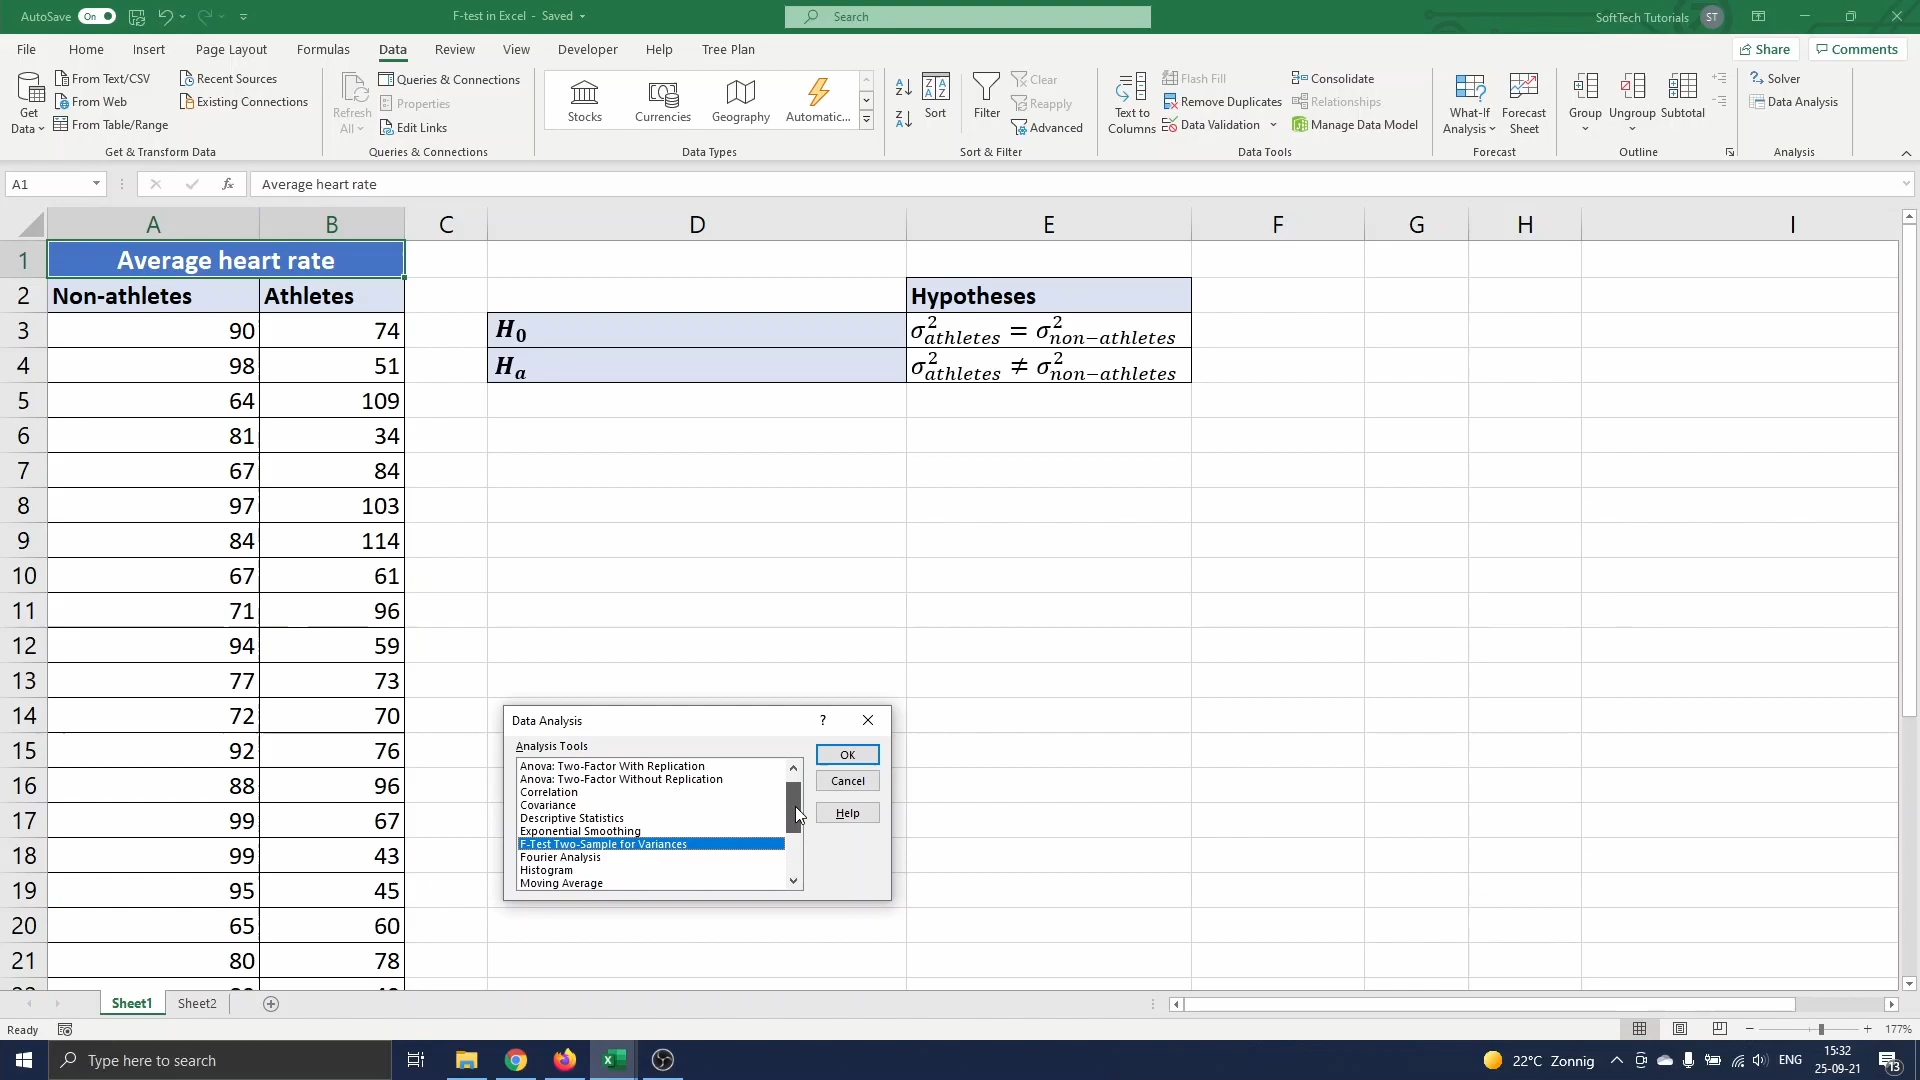 AutoSave On F-test in Excel - Saved Search SoftTech Tutorials ST
File Home Insert Page Layout Formulas Data Review View Developer Help Tree Plan Share Comments
Get Data
From Text/CSV
From Web
From Table/Range
Recent Sources
Existing Connections
Get & Transform Data
Refresh All
Queries & Connections
Properties
Edit Links
Queries & Connections
Stocks Currencies Geography Automatic...
Data Types
Sort
Filter
Clear
Reapply
Advanced
Sort & Filter
Text to Columns
Flash Fill
Remove Duplicates
Data Validation
Consolidate
Relationships
Manage Data Model
Data Tools
What-If Analysis
Forecast Sheet
Forecast
Group Ungroup Subtotal
Outline
Solver
Data Analysis
Analysis
A1 fx Average heart rate
A B C D E F G H I
1 Average heart rate
2 Non-athletes Athletes Hypotheses
3 90 74 H₀ σ²athletes = σ²non−athletes
4 98 51 Hₐ σ²athletes ≠ σ²non−athletes
5 64 109
6 81 34
7 67 84
8 97 103
9 84 114
10 67 61
11 71 96
12 94 59
13 77 73
14 72 70
15 92 76
16 88 96
17 99 67
18 99 43
19 95 45
20 65 60
21 80 78
Data Analysis ?
Analysis Tools
Anova: Two-Factor With Replication
Anova: Two-Factor Without Replication
Correlation
Covariance
Descriptive Statistics
Exponential Smoothing
F-Test Two-Sample for Variances
Fourier Analysis
Histogram
Moving Average
OK
Cancel
Help
Sheet1 Sheet2
Ready 177%
Type here to search 22°C Zonnig ENG 15:32
25-09-21 13